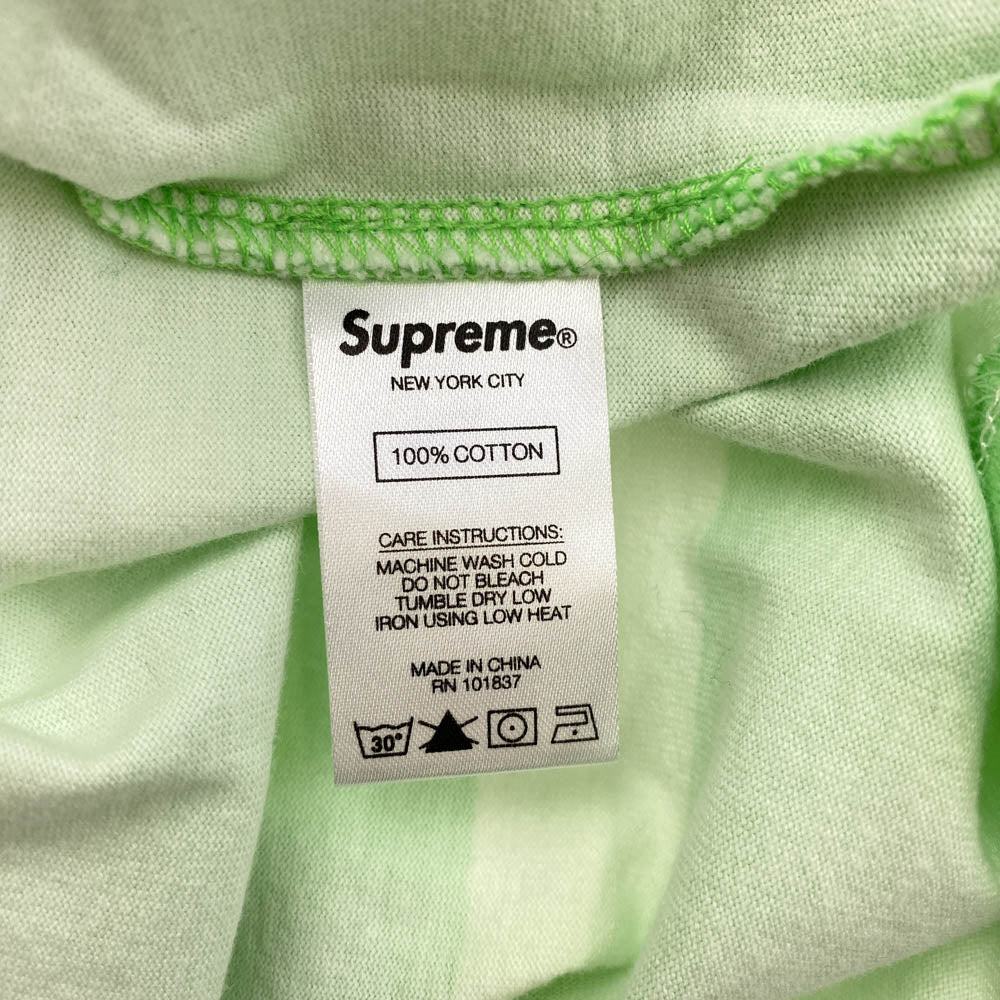 Supreme®
NEW YORK CITY
100% COTTON
CARE INSTRUCTIONS:
MACHINE WASH COLD
DO NOT BLEACH
TUMBLE DRY LOW
IRON USING LOW HEAT
MADE IN CHINA
RN 101837
30°